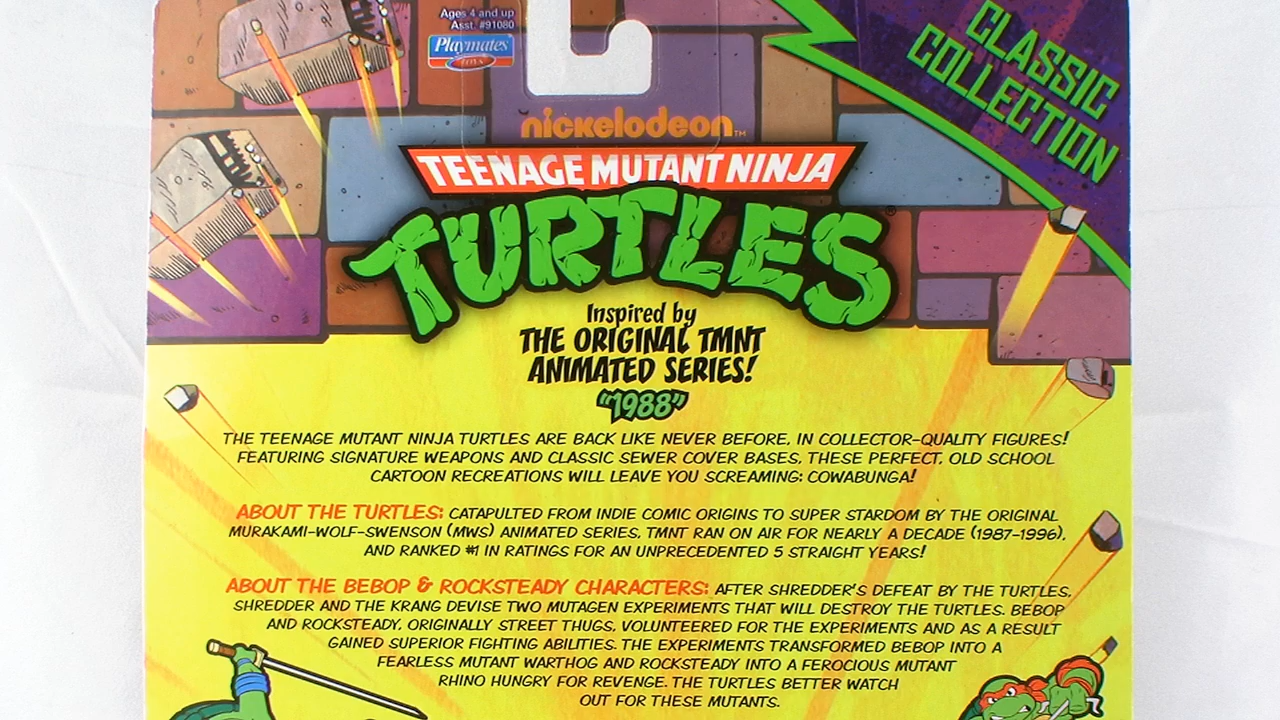 Ages 4 and up
Asst. #91080
Playmates
TOYS
CLASSIC
COLLECTION
nickelodeon™
TEENAGE MUTANT NINJA
TURTLES®
Inspired by
THE ORIGINAL TMNT
ANIMATED SERIES!
"1988"
THE TEENAGE MUTANT NINJA TURTLES ARE BACK LIKE NEVER BEFORE, IN COLLECTOR-QUALITY FIGURES!
FEATURING SIGNATURE WEAPONS AND CLASSIC SEWER COVER BASES, THESE PERFECT, OLD SCHOOL
CARTOON RECREATIONS WILL LEAVE YOU SCREAMING: COWABUNGA!
ABOUT THE TURTLES: CATAPULTED FROM INDIE COMIC ORIGINS TO SUPER STARDOM BY THE ORIGINAL
MURAKAMI-WOLF-SWENSON (MWS) ANIMATED SERIES, TMNT RAN ON AIR FOR NEARLY A DECADE (1987-1996),
AND RANKED #1 IN RATINGS FOR AN UNPRECEDENTED 5 STRAIGHT YEARS!
ABOUT THE BEBOP & ROCKSTEADY CHARACTERS: AFTER SHREDDER'S DEFEAT BY THE TURTLES,
SHREDDER AND THE KRANG DEVISE TWO MUTAGEN EXPERIMENTS THAT WILL DESTROY THE TURTLES. BEBOP
AND ROCKSTEADY, ORIGINALLY STREET THUGS, VOLUNTEERED FOR THE EXPERIMENTS AND AS A RESULT
GAINED SUPERIOR FIGHTING ABILITIES. THE EXPERIMENTS TRANSFORMED BEBOP INTO A
FEARLESS MUTANT WARTHOG AND ROCKSTEADY INTO A FEROCIOUS MUTANT
RHINO HUNGRY FOR REVENGE. THE TURTLES BETTER WATCH
OUT FOR THESE MUTANTS.